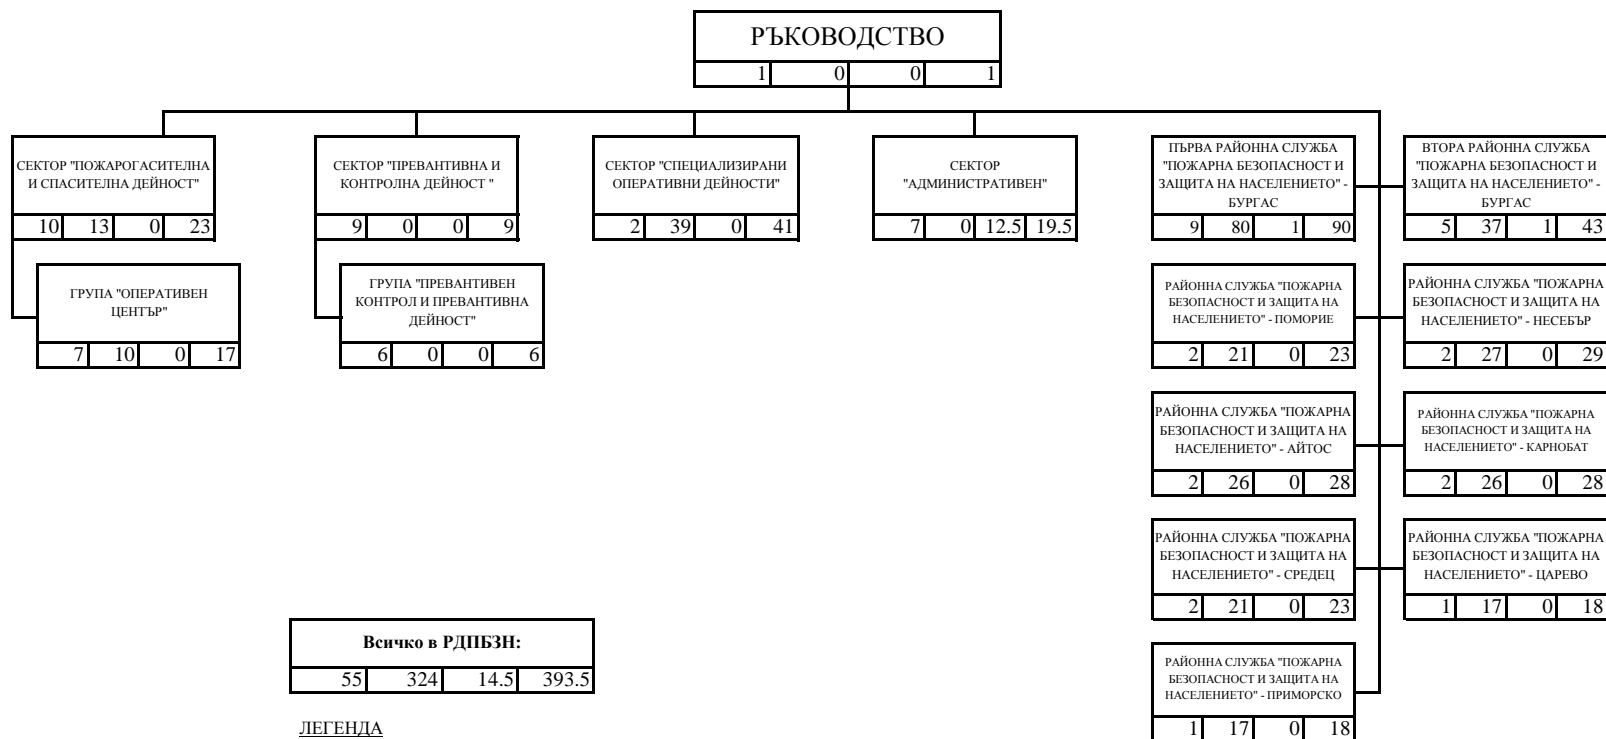 РЪКОВОДСТВО
1 0 0 1
СЕКТОР "ПОЖАРОГАСИТЕЛНА
И СПАСИТЕЛНА ДЕЙНОСТ"
10 13 0 23
СЕКТОР "ПРЕВАНТИВНА И
КОНТРОЛНА ДЕЙНОСТ "
9 0 0 9
СЕКТОР "СПЕЦИАЛИЗИРАНИ
ОПЕРАТИВНИ ДЕЙНОСТИ"
2 39 0 41
СЕКТОР
"АДМИНИСТРАТИВЕН"
7 0 12.5 19.5
ПЪРВА РАЙОННА СЛУЖБА
"ПОЖАРНА БЕЗОПАСНОСТ И
ЗАЩИТА НА НАСЕЛЕНИЕТО" -
БУРГАС
9 80 1 90
ВТОРА РАЙОННА СЛУЖБА
"ПОЖАРНА БЕЗОПАСНОСТ И
ЗАЩИТА НА НАСЕЛЕНИЕТО" -
БУРГАС
5 37 1 43
ГРУПА "ОПЕРАТИВЕН
ЦЕНТЪР"
7 10 0 17
ГРУПА "ПРЕВАНТИВЕН
КОНТРОЛ И ПРЕВАНТИВНА
ДЕЙНОСТ"
6 0 0 6
РАЙОННА СЛУЖБА "ПОЖАРНА
БЕЗОПАСНОСТ И ЗАЩИТА НА
НАСЕЛЕНИЕТО" - ПОМОРИЕ
2 21 0 23
РАЙОННА СЛУЖБА "ПОЖАРНА
БЕЗОПАСНОСТ И ЗАЩИТА НА
НАСЕЛЕНИЕТО" - НЕСЕБЪР
2 27 0 29
РАЙОННА СЛУЖБА "ПОЖАРНА
БЕЗОПАСНОСТ И ЗАЩИТА НА
НАСЕЛЕНИЕТО" - АЙТОС
2 26 0 28
РАЙОННА СЛУЖБА "ПОЖАРНА
БЕЗОПАСНОСТ И ЗАЩИТА НА
НАСЕЛЕНИЕТО" - КАРНОБАТ
2 26 0 28
РАЙОННА СЛУЖБА "ПОЖАРНА
БЕЗОПАСНОСТ И ЗАЩИТА НА
НАСЕЛЕНИЕТО" - СРЕДЕЦ
2 21 0 23
РАЙОННА СЛУЖБА "ПОЖАРНА
БЕЗОПАСНОСТ И ЗАЩИТА НА
НАСЕЛЕНИЕТО" - ЦАРЕВО
1 17 0 18
РАЙОННА СЛУЖБА "ПОЖАРНА
БЕЗОПАСНОСТ И ЗАЩИТА НА
НАСЕЛЕНИЕТО" - ПРИМОРСКО
1 17 0 18
Всичко в РДПБЗН:
55 324 14.5 393.5
ЛЕГЕНДА